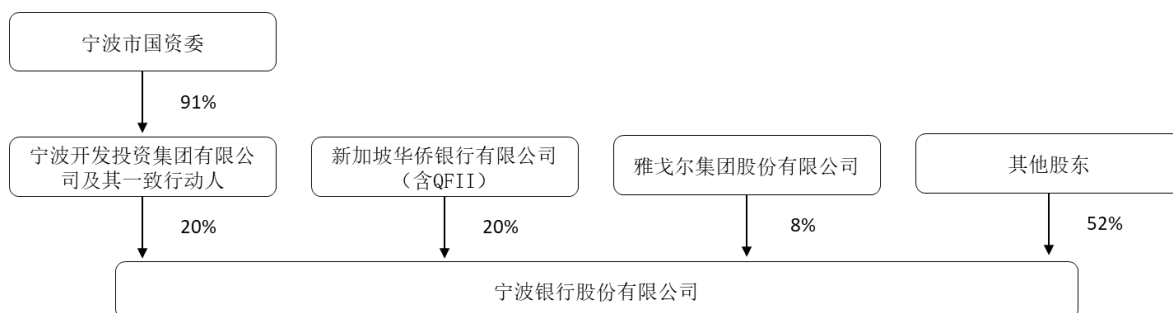 宁波市国资委
91%
宁波开发投资集团有限公
司及其一致行动人
新加坡华侨银行有限公司
（含QFII）
雅戈尔集团股份有限公司
其他股东
20%
20%
8%
52%
宁波银行股份有限公司